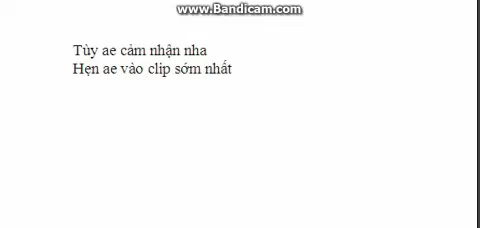 www.Bandicam.com
Tùy ae cảm nhận nha
Hẹn ae vào clip sớm nhất